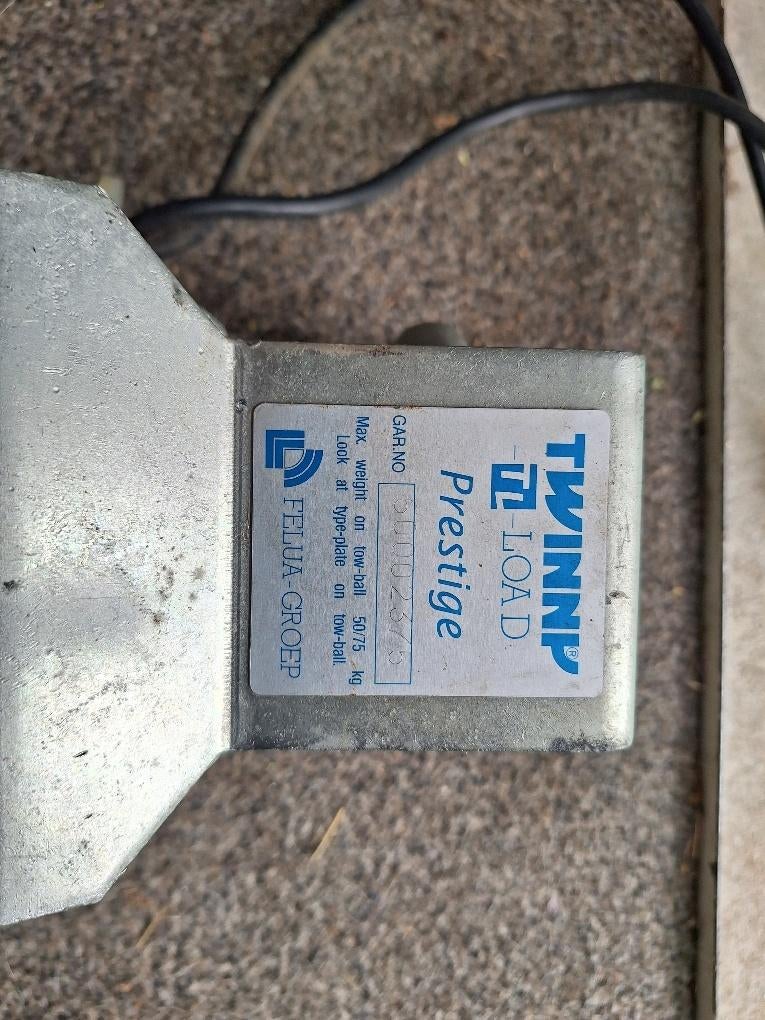 TWINNY®
LOAD
Prestige
GAR.NO
Max. weight on tow-ball 50/75 kg
Look at type-plate on tow-ball.
FELUA-GROEP